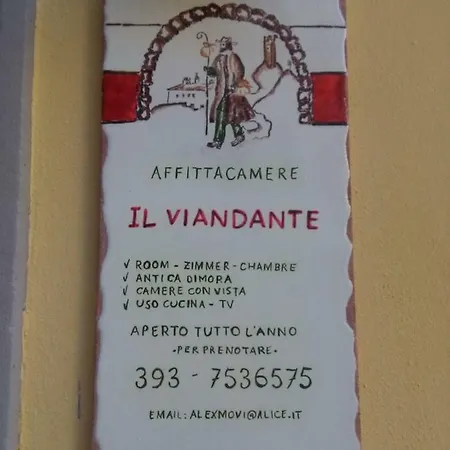 AFFITTACAMERE
IL VIANDANTE
√ ROOM - ZIMMER - CHAMBRE
√ ANTICA DIMORA
√ CAMERE CON VISTA
√ USO CUCINA - TV
APERTO TUTTO L'ANNO
-PER PRENOTARE-
393 - 7536575
EMAIL: ALEXMOVI@ALICE.IT